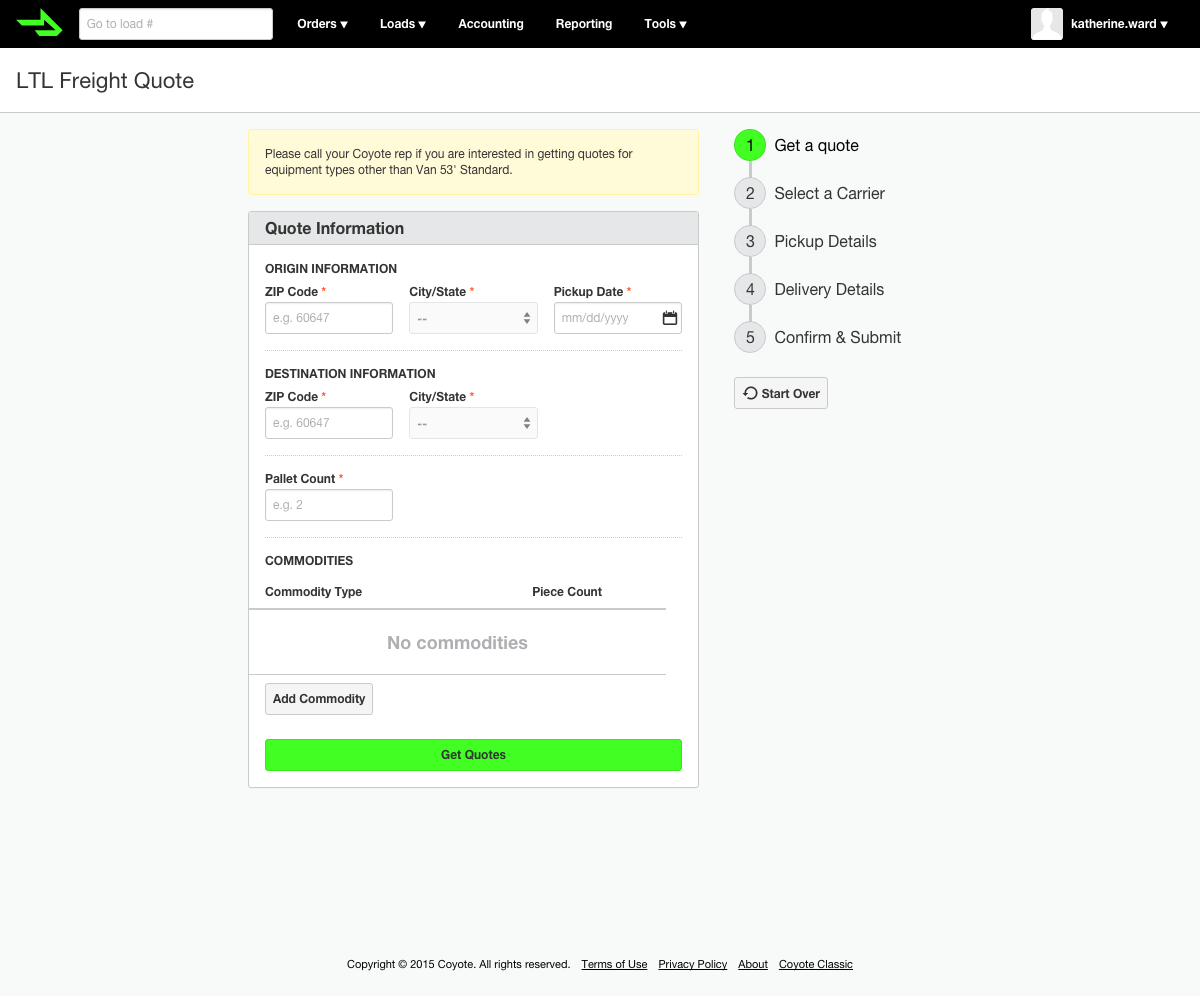 Go to load #
Orders ▾
Loads ▾
Accounting
Reporting
Tools ▾
katherine.ward ▾
LTL Freight Quote
Please call your Coyote rep if you are interested in getting quotes for
equipment types other than Van 53' Standard.
Quote Information
ORIGIN INFORMATION
ZIP Code * City/State * Pickup Date *
e.g. 60647 -- mm/dd/yyyy
DESTINATION INFORMATION
ZIP Code * City/State *
e.g. 60647 --
Pallet Count *
e.g. 2
COMMODITIES
Commodity Type Piece Count
No commodities
Add Commodity
Get Quotes
1 Get a quote
2 Select a Carrier
3 Pickup Details
4 Delivery Details
5 Confirm & Submit
Start Over
Copyright © 2015 Coyote. All rights reserved. Terms of Use Privacy Policy About Coyote Classic